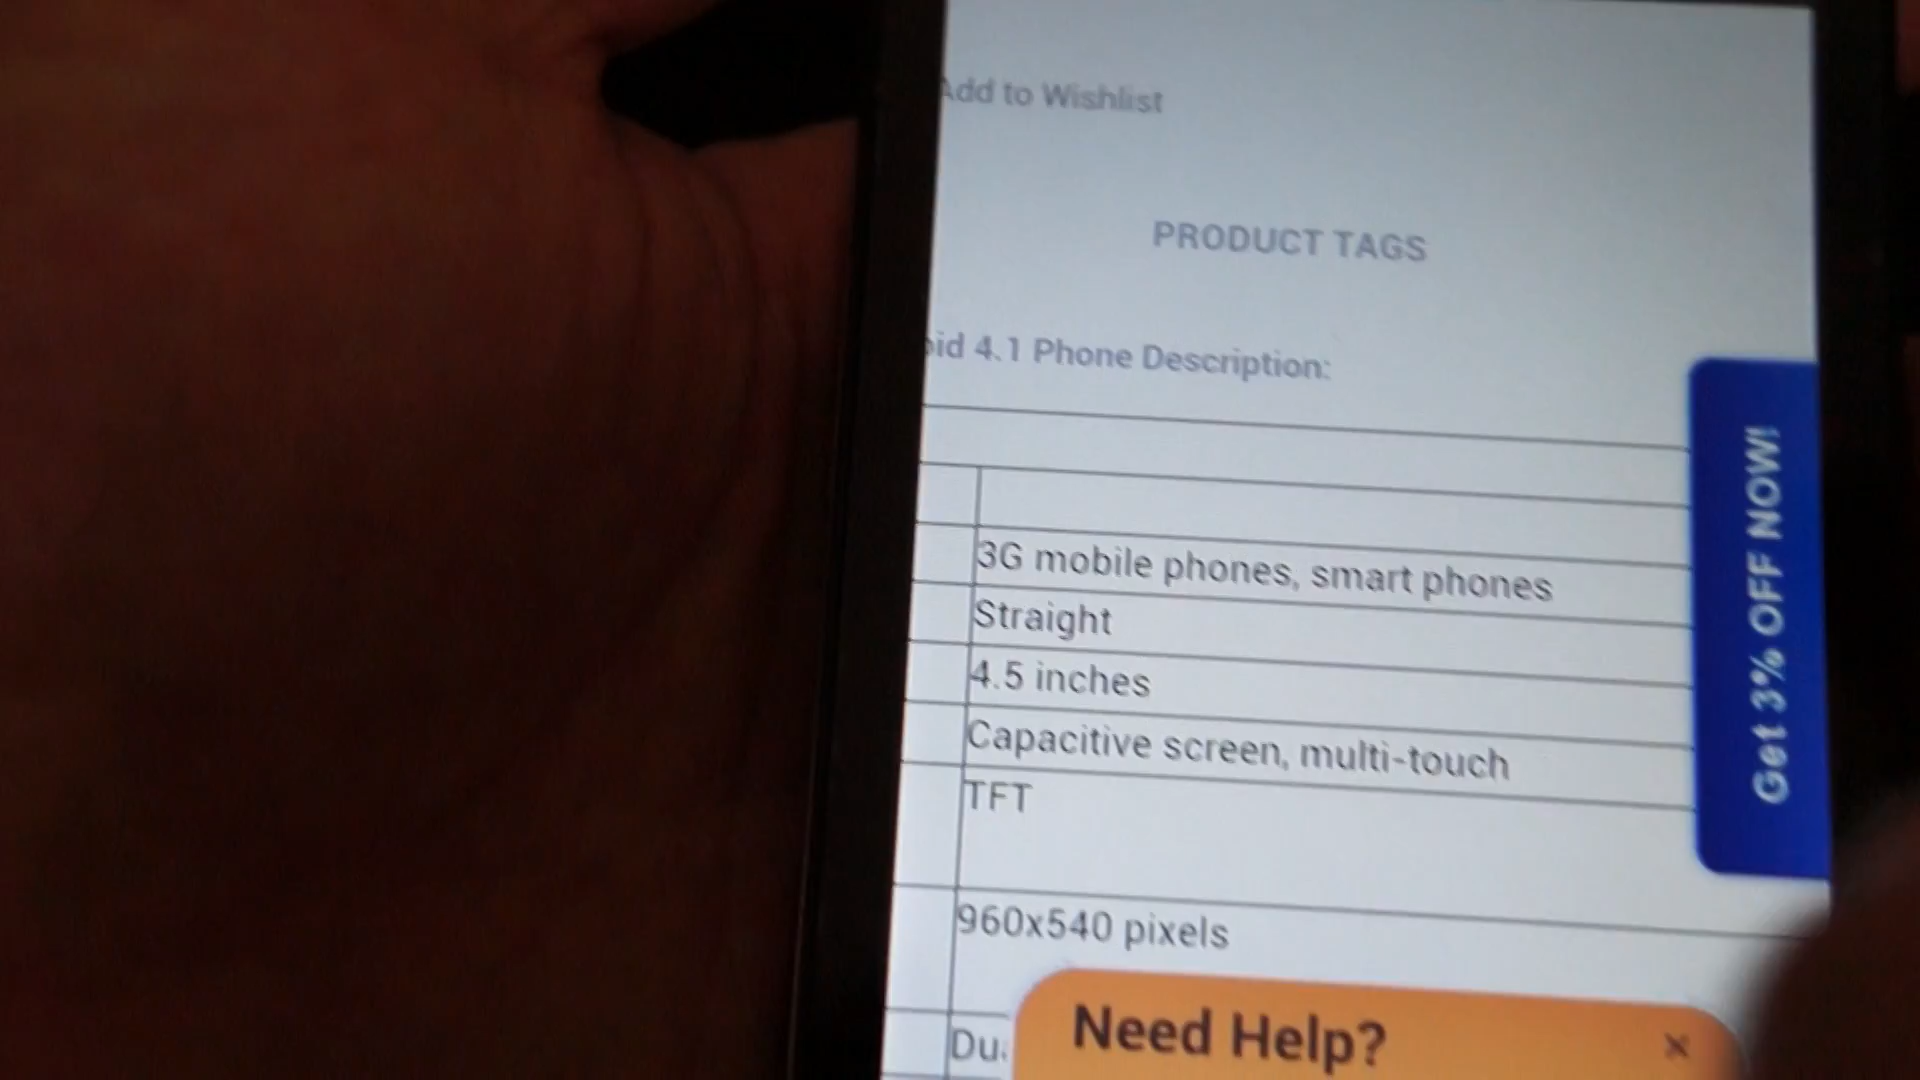 Add to Wishlist
PRODUCT TAGS
oid 4.1 Phone Description:
3G mobile phones, smart phones
Straight
4.5 inches
Capacitive screen, multi-touch
TFT
960x540 pixels
Need Help?
Get 3% OFF NOW!